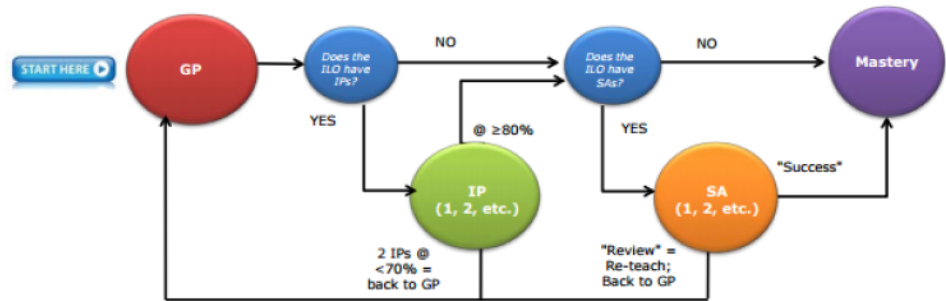 START HERE
GP
Does the
ILO have
IPs?
NO
Does the
ILO have
SAs?
NO
Mastery
YES
@ ≥80%
YES
IP
(1, 2, etc.)
SA
(1, 2, etc.)
"Success"
2 IPs @
<70% =
back to GP
"Review" =
Re-teach;
Back to GP